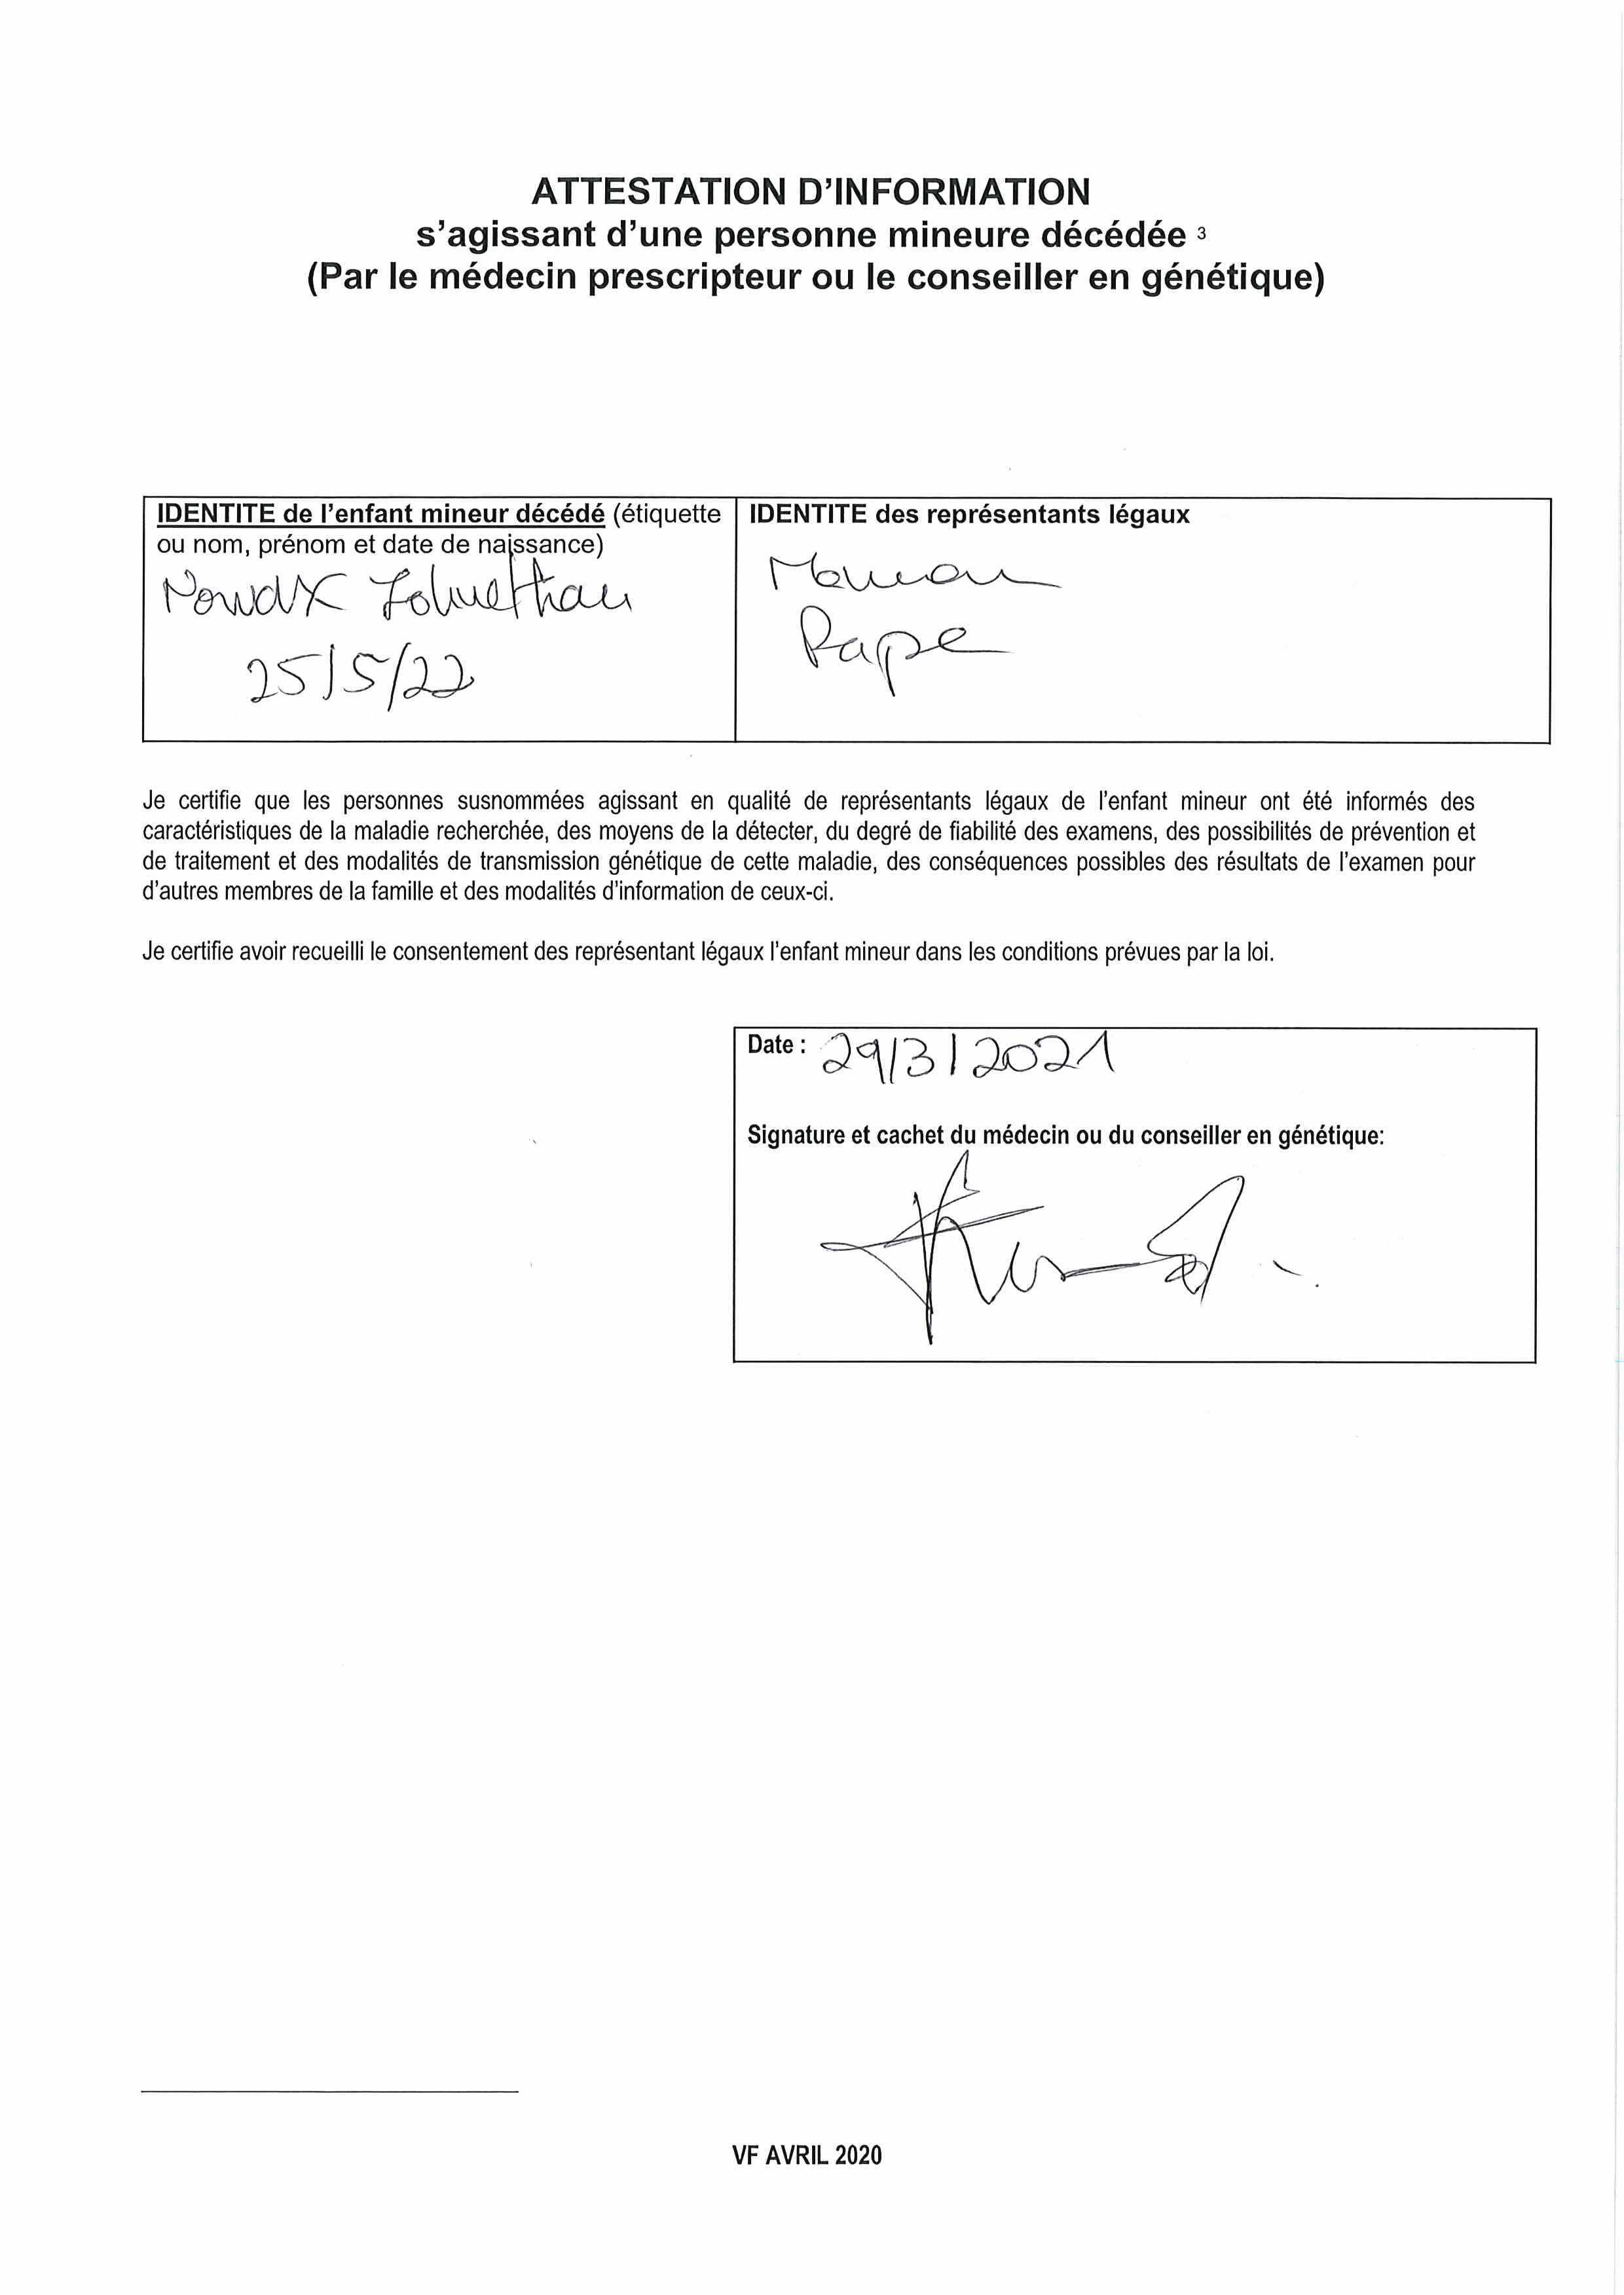 ATTESTATION D'INFORMATION
s'agissant d'une personne mineure décédée 3
(Par le médecin prescripteur ou le conseiller en génétique)
IDENTITE de l'enfant mineur décédé (étiquette
ou nom, prénom et date de naissance)
25/5/22
IDENTITE des représentants légaux
Maman
Papa
Je certifie que les personnes susnommées agissant en qualité de représentants légaux de l'enfant mineur ont été informés des
caractéristiques de la maladie recherchée, des moyens de la détecter, du degré de fiabilité des examens, des possibilités de prévention et
de traitement et des modalités de transmission génétique de cette maladie, des conséquences possibles des résultats de l'examen pour
d'autres membres de la famille et des modalités d'information de ceux-ci.
Je certifie avoir recueilli le consentement des représentant légaux l'enfant mineur dans les conditions prévues par la loi.
Date : 29/3/2021
Signature et cachet du médecin ou du conseiller en génétique:
VF AVRIL 2020